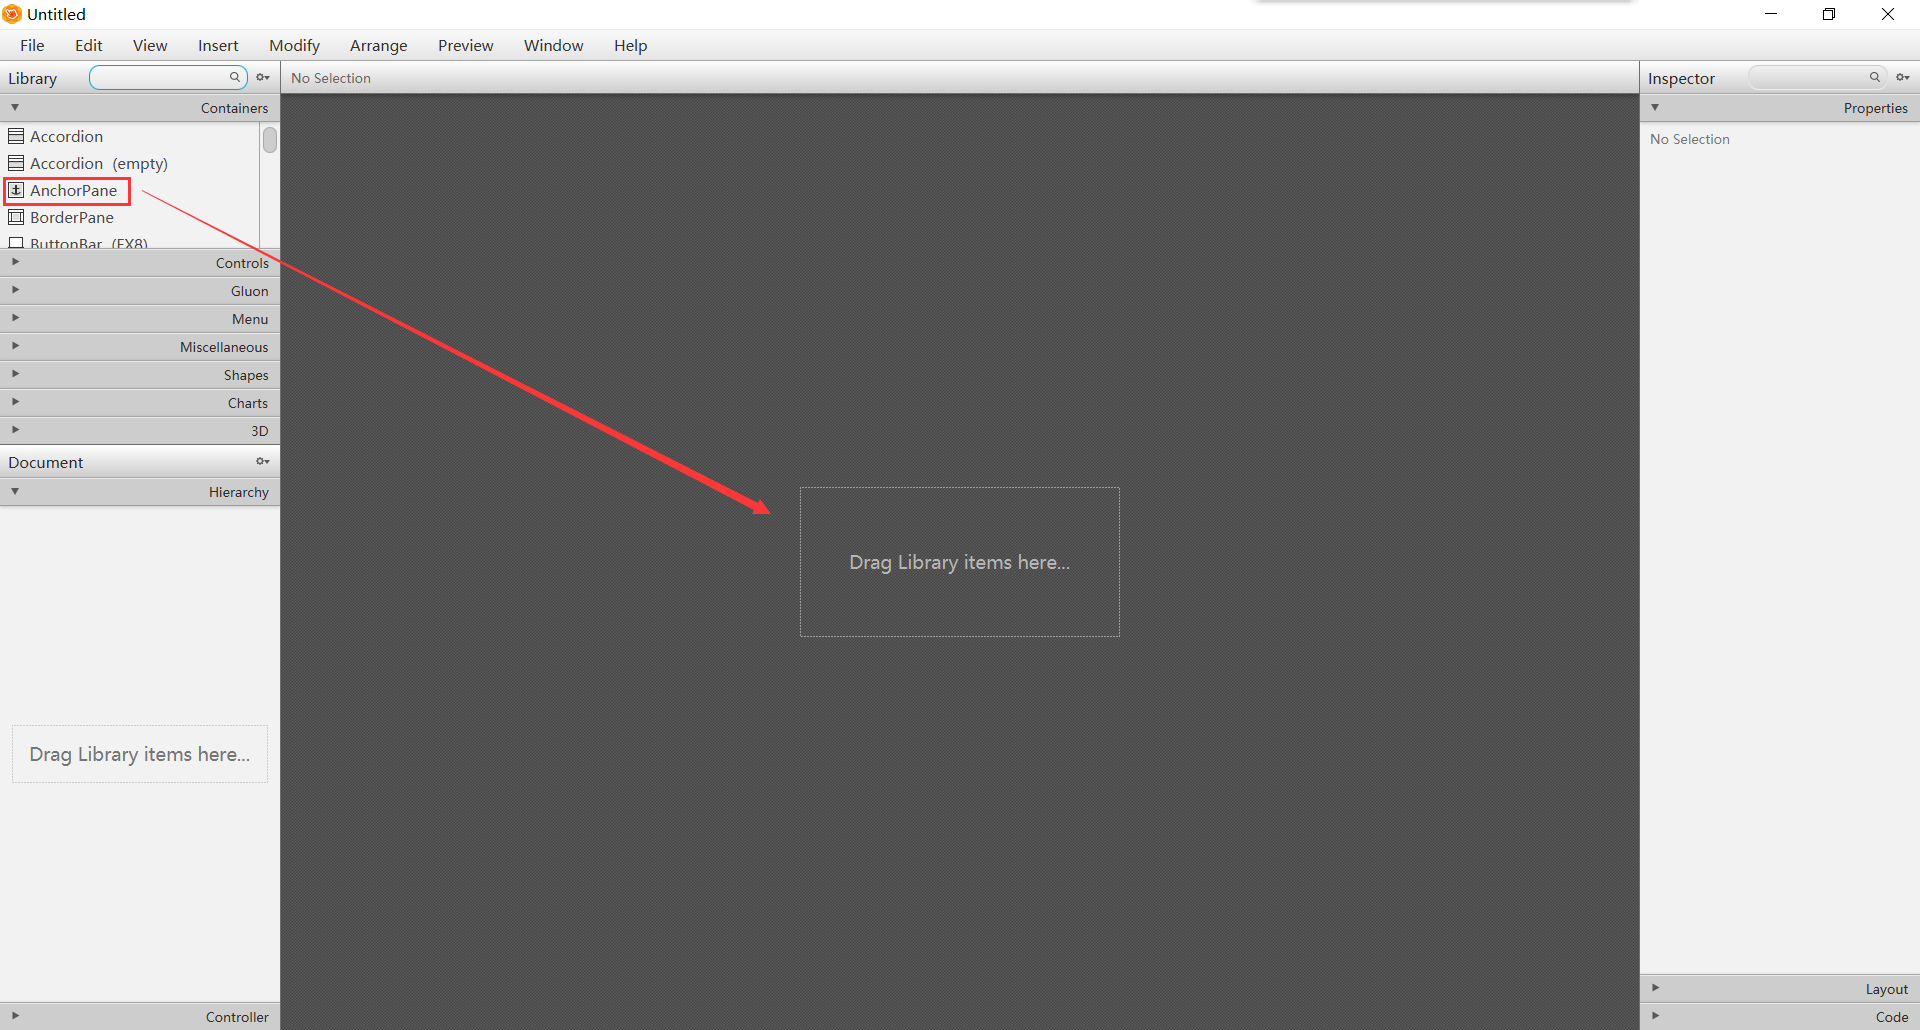 Untitled
File Edit View Insert Modify Arrange Preview Window Help
Library
No Selection
Inspector
Containers
Properties
Accordion
No Selection
Accordion (empty)
AnchorPane
BorderPane
ButtonBar (FX8)
Controls
Gluon
Menu
Miscellaneous
Shapes
Charts
3D
Document
Hierarchy
Drag Library items here...
Drag Library items here...
Controller
Layout
Code